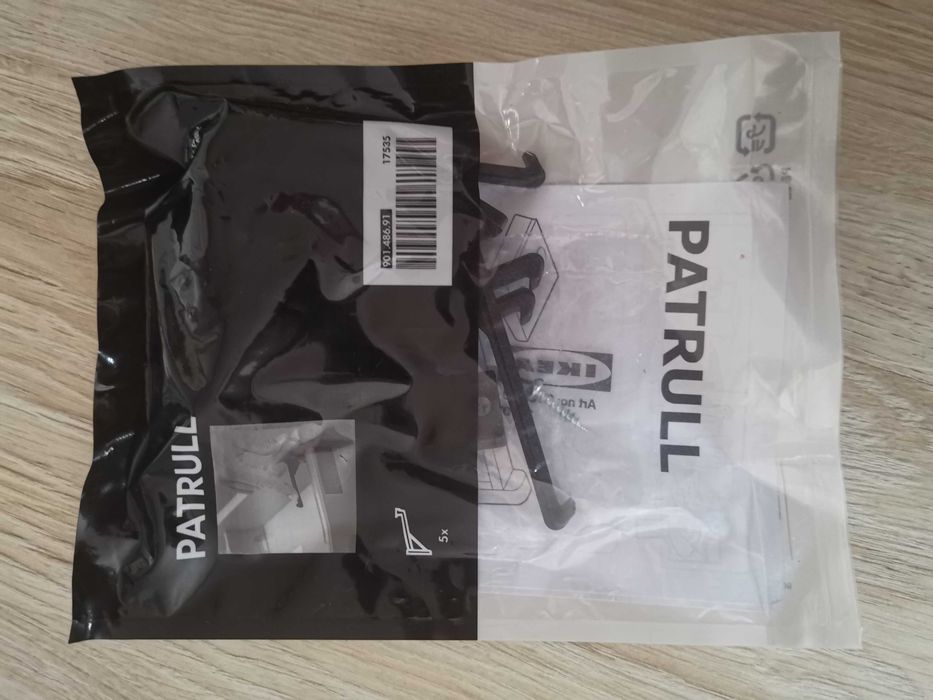 PATRULL
901.486.91
17535
5x
PATRULL
IKEA
Art no